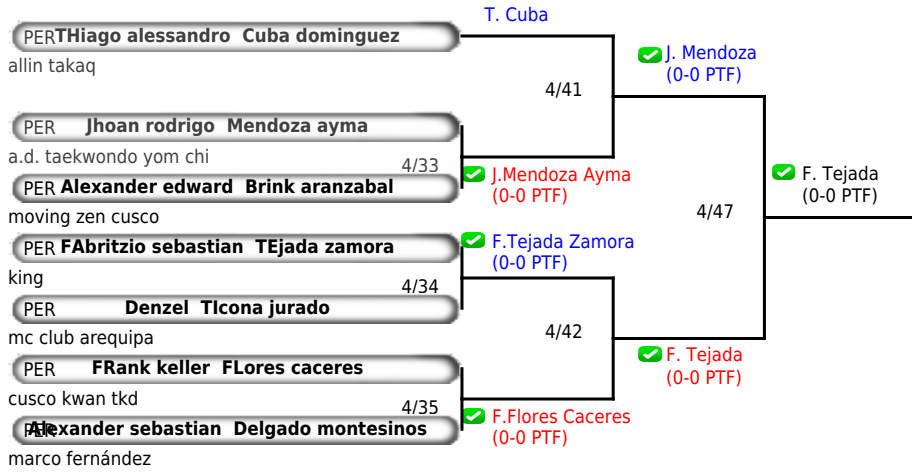 T. Cuba
PER THiago alessandro Cuba dominguez
allin takaq
J. Mendoza
(0-0 PTF)
4/41
PER Jhoan rodrigo Mendoza ayma
a.d. taekwondo yom chi
4/33
J.Mendoza Ayma
(0-0 PTF)
PER Alexander edward Brink aranzabal
moving zen cusco
F. Tejada
(0-0 PTF)
4/47
PER FAbritzio sebastian TEjada zamora
king
F.Tejada Zamora
(0-0 PTF)
4/34
PER Denzel TIcona jurado
mc club arequipa
4/42
F. Tejada
(0-0 PTF)
PER FRank keller FLores caceres
cusco kwan tkd
4/35
F.Flores Caceres
(0-0 PTF)
PER Alexander sebastian Delgado montesinos
marco fernández